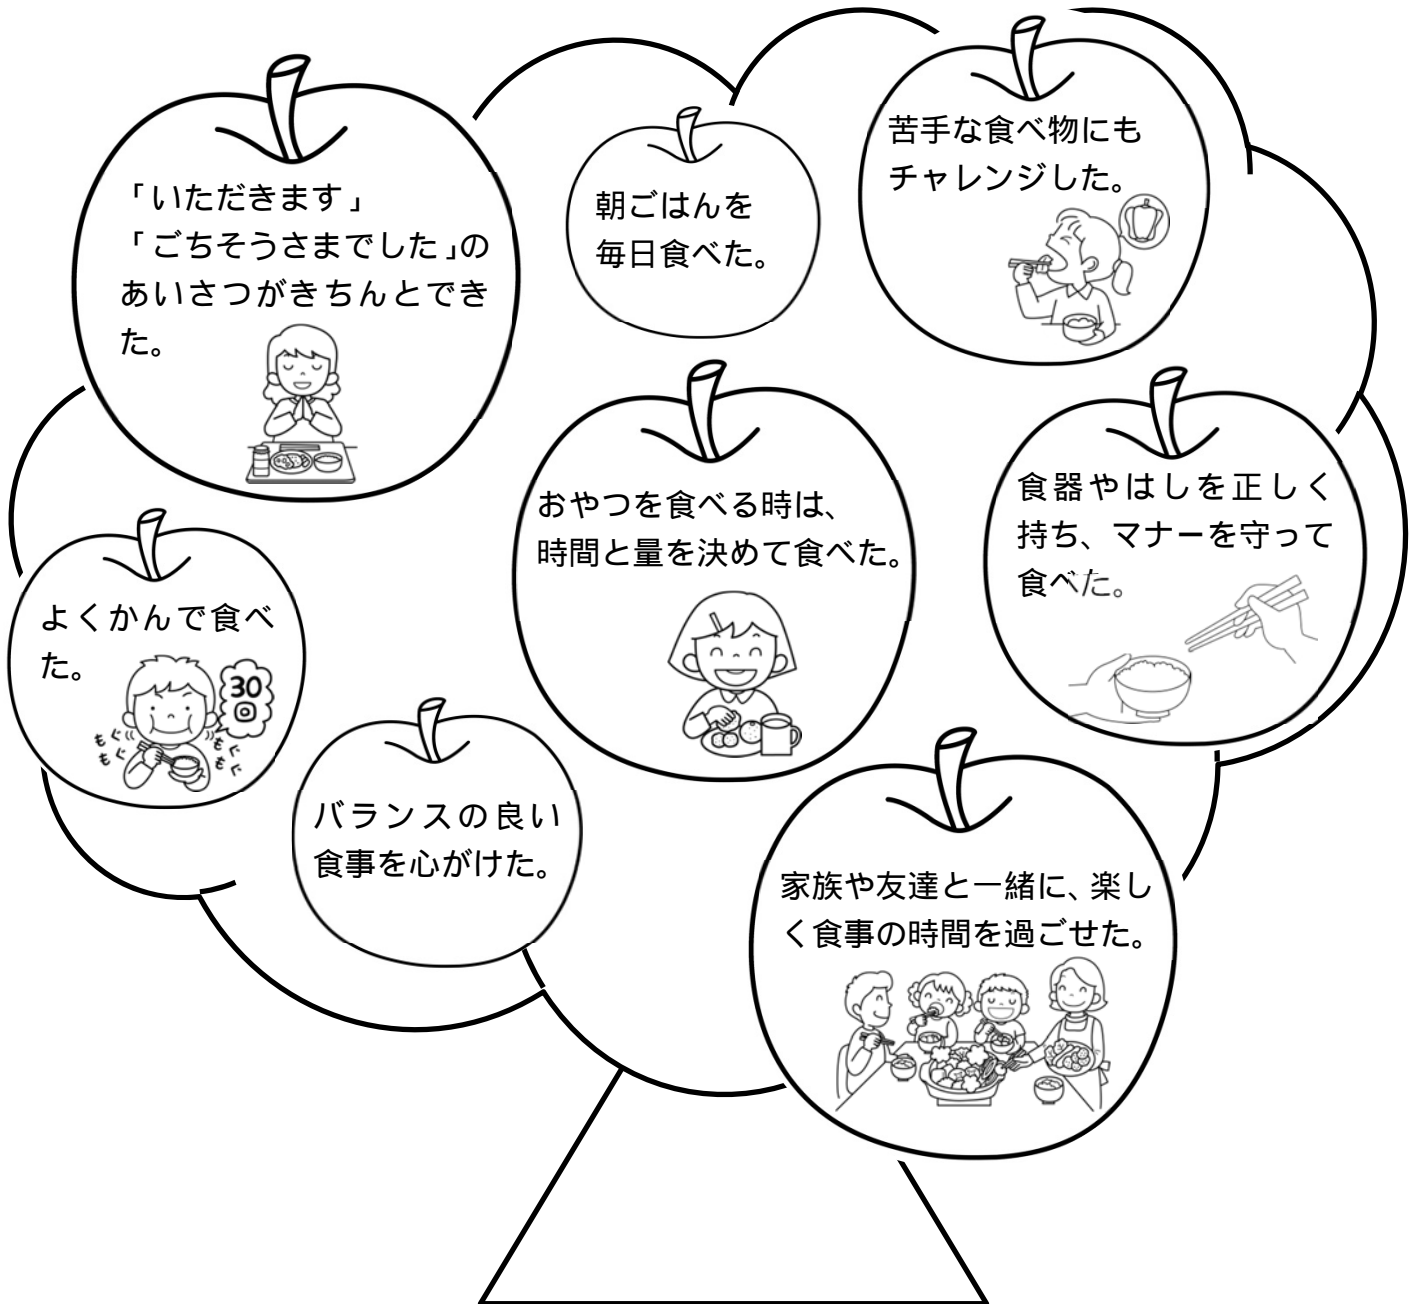 「いただきます」
「ごちそうさまでした」の
あいさつがきちんとでき
た。
朝ごはんを
毎日食べた。
苦手な食べ物にも
チャレンジした。
おやつを食べる時は、
時間と量を決めて食べた。
食器やはしを正しく
持ち、マナーを守って
食べた。
よくかんで食べ
た。
30
回
もぐ
もぐ
もぐ
もぐ
バランスの良い
食事を心がけた。
家族や友達と一緒に、楽し
く食事の時間を過ごせた。